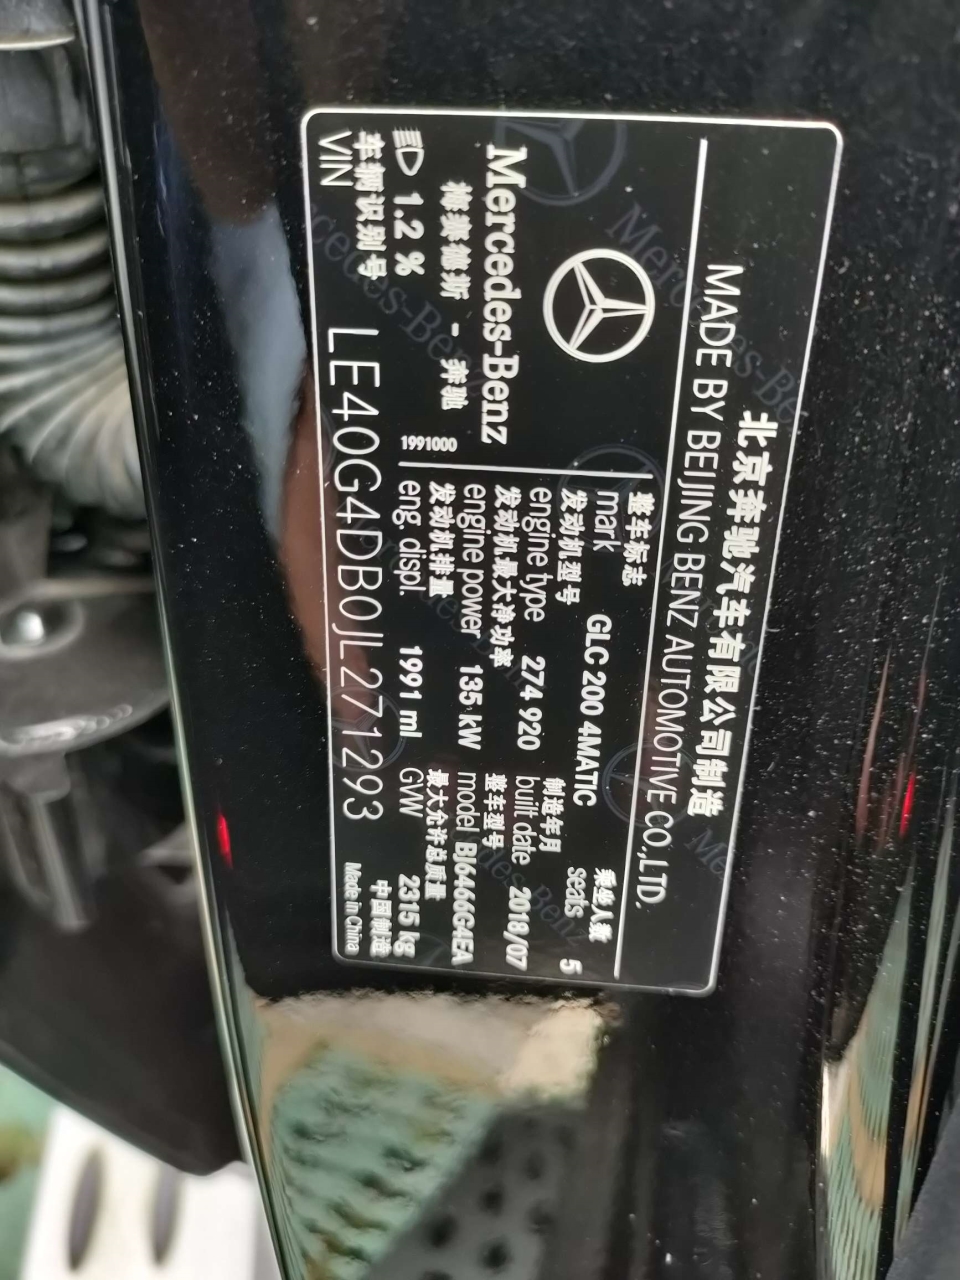 北京奔驰汽车有限公司制造
MADE BY BEIJING BENZ AUTOMOTIVE CO.,LTD.
Mercedes-Benz
梅赛德斯 - 奔驰
1.2 %
1991000
整车标志
mark GLC 200 4MATIC
乘坐人数
seats 5
发动机型号
engine type 274 920
制造年月
built date 2018/07
发动机最大净功率
engine power 135 kW
整车型号
model BJ6466G4EA
发动机排量
eng. displ. 1991 ml
最大允许总质量
GVW 2315 kg
车辆识别号
VIN LE40G4DB0JL271293
中国制造
Made in China